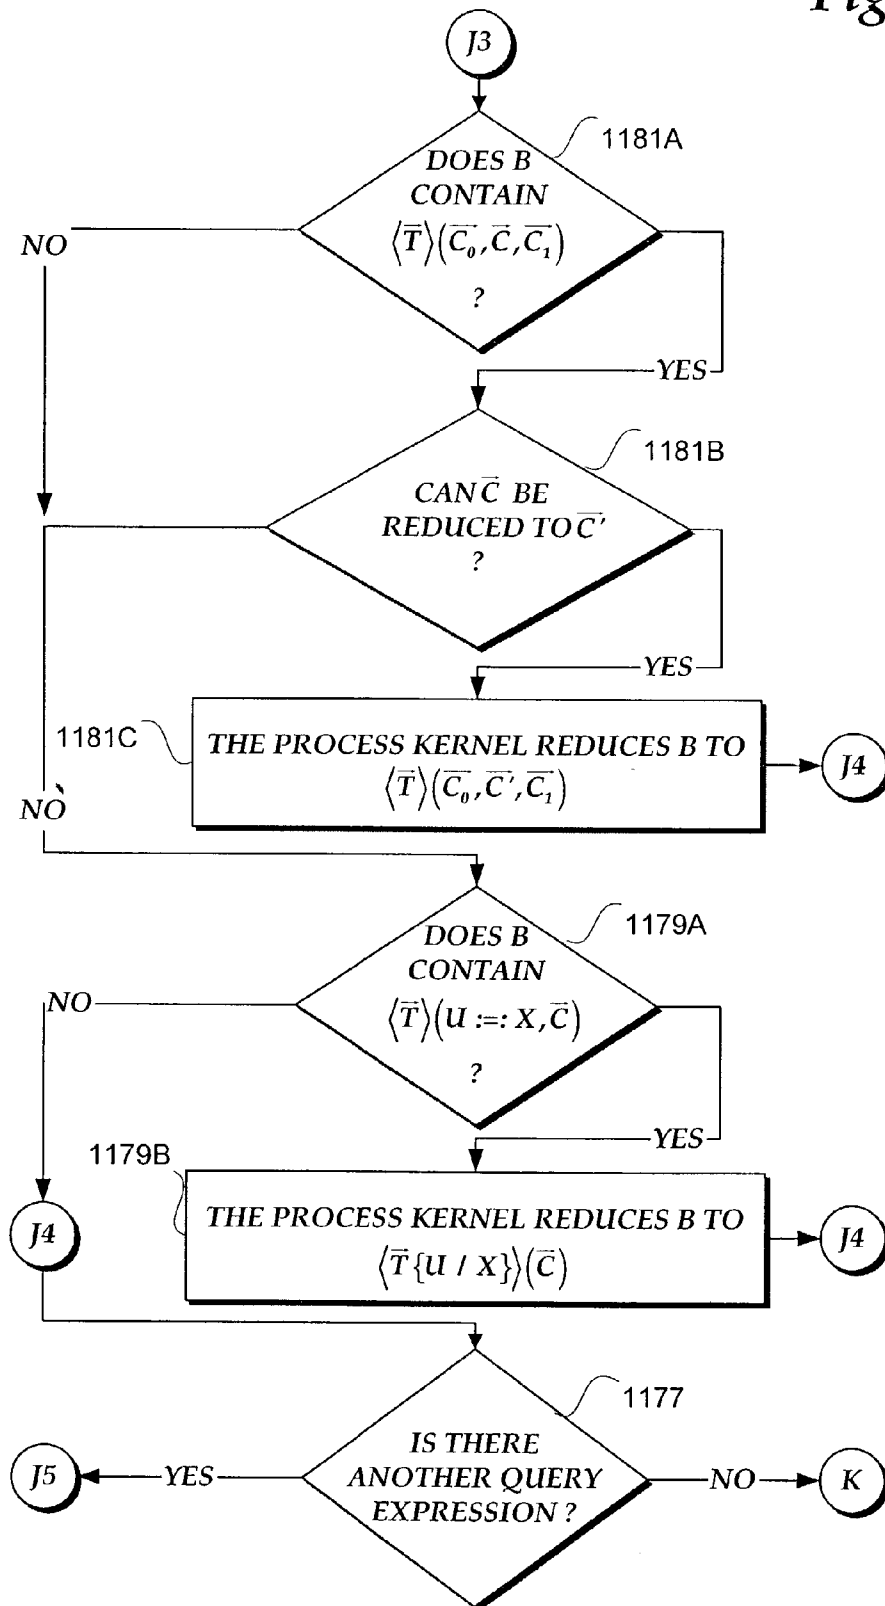 Fig
J3
1181A
DOES B
CONTAIN
⟨T̅⟩(C̅₀, C̅, C̅₁)
?
NO
YES
1181B
CAN C̅ BE
REDUCED TO C̅'
?
YES
1181C
THE PROCESS KERNEL REDUCES B TO
⟨T̅⟩(C̅₀, C̅', C̅₁)
J4
NO
1179A
DOES B
CONTAIN
⟨T̅⟩(U :=: X, C̅)
?
NO
YES
1179B
THE PROCESS KERNEL REDUCES B TO
⟨T̅{U / X}⟩(C̅)
J4
J4
1177
IS THERE
ANOTHER QUERY
EXPRESSION ?
J5
YES
NO
K